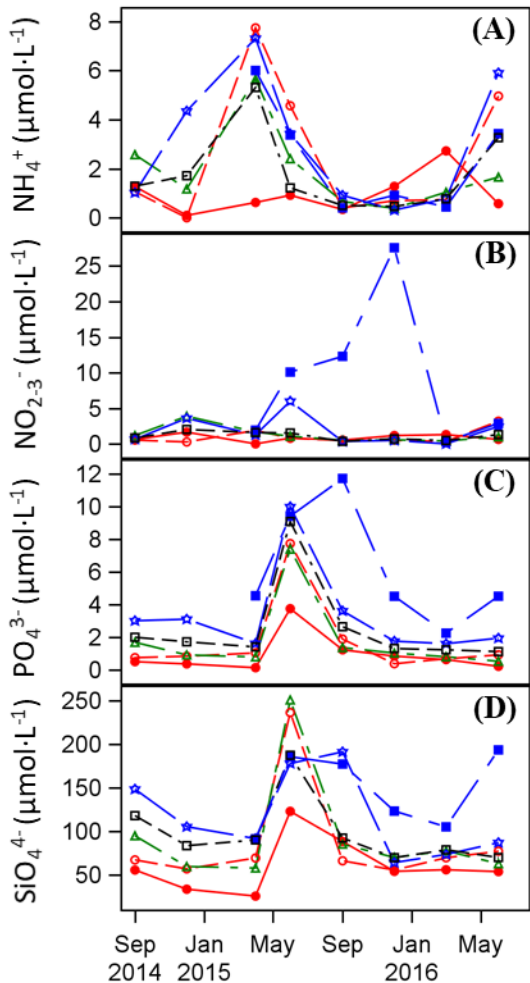 (A)
NH₄⁺ (µmol·L⁻¹)
8
6
4
2
0
(B)
NO₂₋₃⁻ (µmol·L⁻¹)
25
20
15
10
5
0
(C)
PO₄³⁻ (µmol·L⁻¹)
12
10
8
6
4
2
0
(D)
SiO₄⁴⁻ (µmol·L⁻¹)
250
200
150
100
50
Sep Jan May Sep Jan May
2014 2015 2016